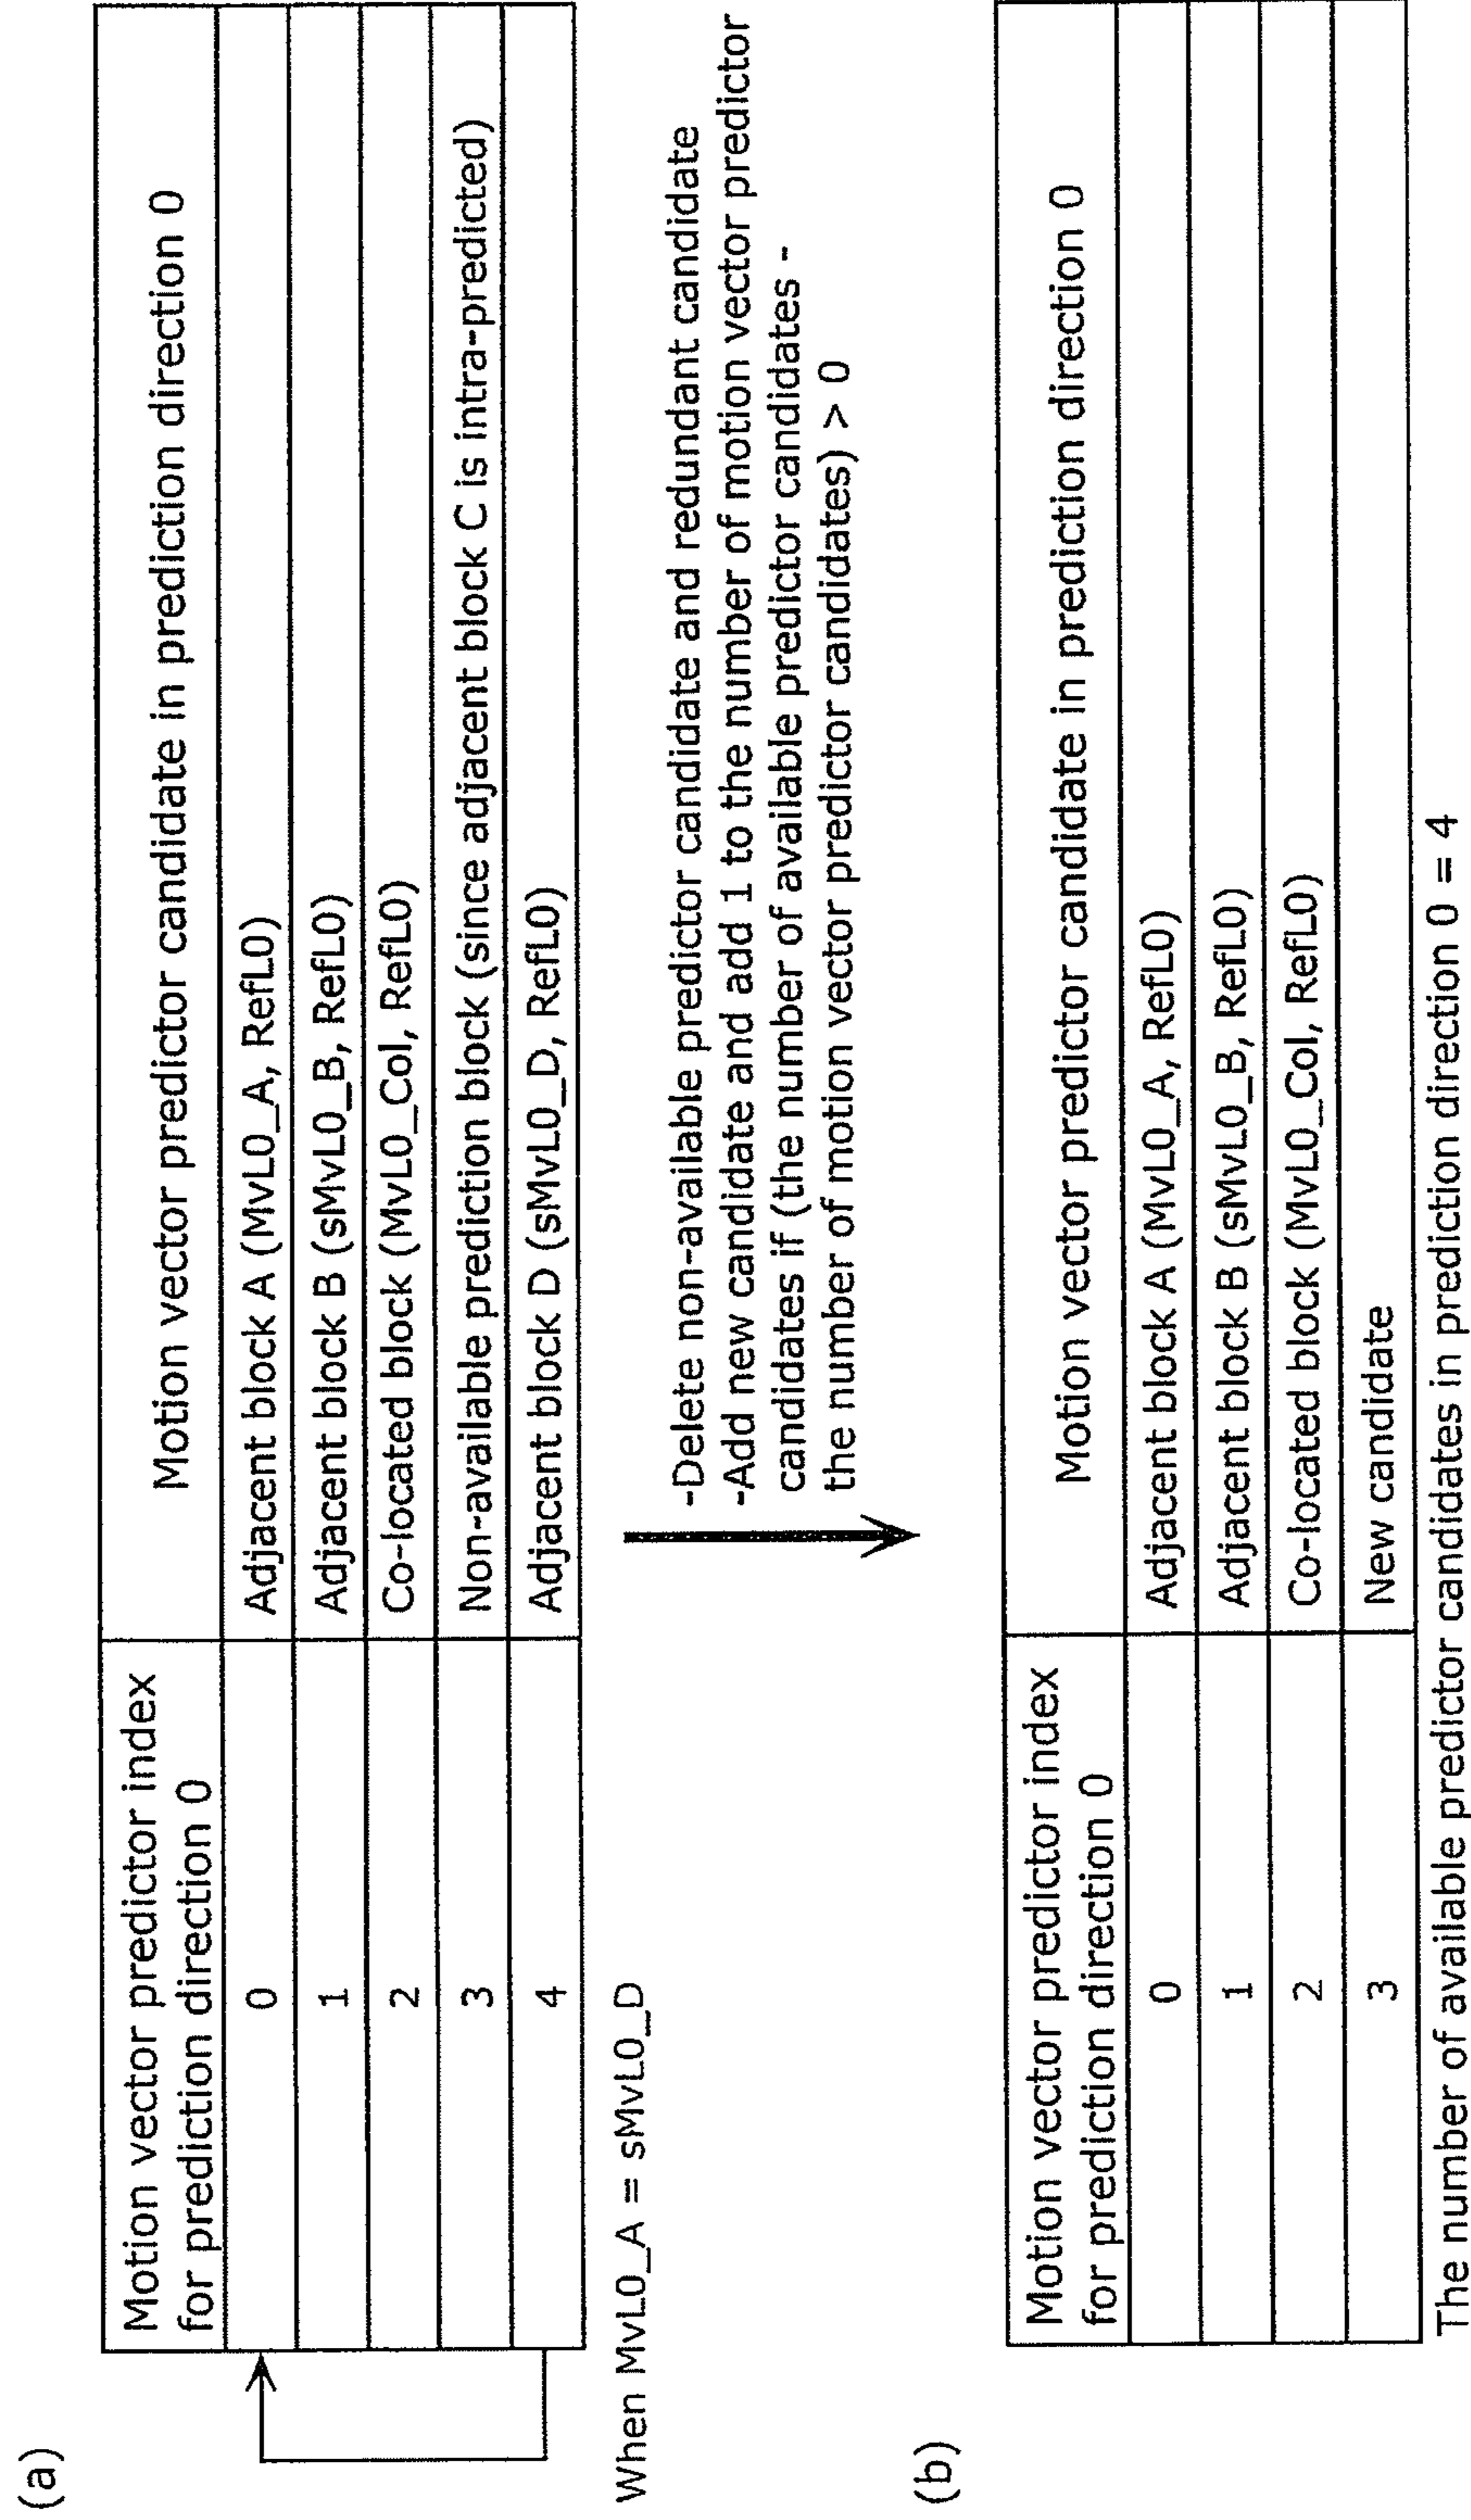 (a)
Motion vector predictor index
for prediction direction 0
Motion vector predictor candidate in prediction direction 0
0
Adjacent block A (MvL0_A, RefL0)
1
Adjacent block B (sMvL0_B, RefL0)
2
Co-located block (MvL0_Col, RefL0)
3
Non-available prediction block (since adjacent block C is intra-predicted)
4
Adjacent block D (sMvL0_D, RefL0)
When MvL0_A = sMvL0_D
-Delete non-available predictor candidate and redundant candidate
-Add new candidate and add 1 to the number of motion vector predictor
candidates if (the number of available predictor candidates -
the number of motion vector predictor candidates) > 0
(b)
Motion vector predictor index
for prediction direction 0
Motion vector predictor candidate in prediction direction 0
0
Adjacent block A (MvL0_A, RefL0)
1
Adjacent block B (sMvL0_B, RefL0)
2
Co-located block (MvL0_Col, RefL0)
3
New candidate
The number of available predictor candidates in prediction direction 0 = 4